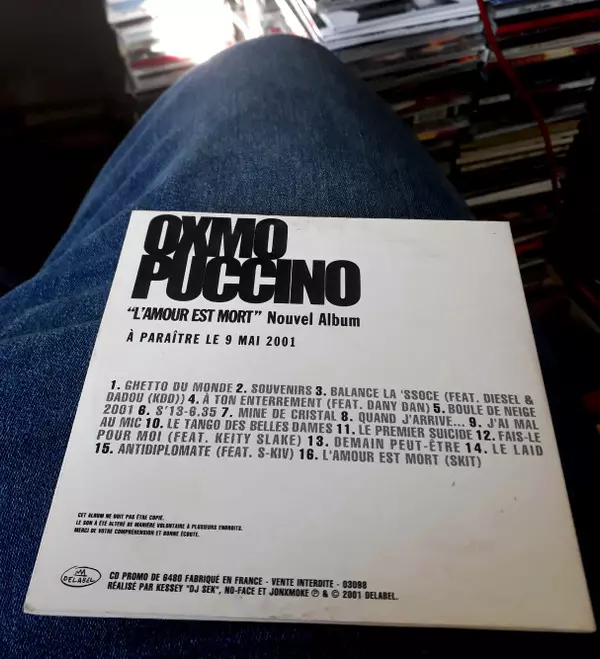 OXMO
PUCCINO
"L'AMOUR EST MORT" Nouvel Album
À PARAÎTRE LE 9 MAI 2001
1. GHETTO DU MONDE 2. SOUVENIRS 3. BALANCE LA 'SSOCE (FEAT. DIESEL &
DADOU (KDD)) 4. À TON ENTERREMENT (FEAT. DANY DAN) 5. BOULE DE NEIGE
2001 6. S'13-6.35 7. MINE DE CRISTAL 8. QUAND J'ARRIVE... 9. J'AI MAL
AU MIC 10. LE TANGO DES BELLES DAMES 11. LE PREMIER SUICIDE 12. FAIS-LE
POUR MOI (FEAT. KEITY SLAKE) 13. DEMAIN PEUT-ÊTRE 14. LE LAID
15. ANTIDIPLOMATE (FEAT. S-KIV) 16. L'AMOUR EST MORT (SKIT)
CET ALBUM NE DOIT PAS ÊTRE COPIÉ.
LE SON A ÉTÉ ALTÉRÉ DE MANIÈRE VOLONTAIRE À PLUSIEURS ENDROITS.
MERCI DE VOTRE COMPRÉHENSION ET BONNE ÉCOUTE.
DELABEL
CD PROMO DE 6480 FABRIQUÉ EN FRANCE - VENTE INTERDITE - 03098
RÉALISÉ PAR KESSEY "DJ SEK", NO-FACE ET JONXMOKE ℗ & © 2001 DELABEL.